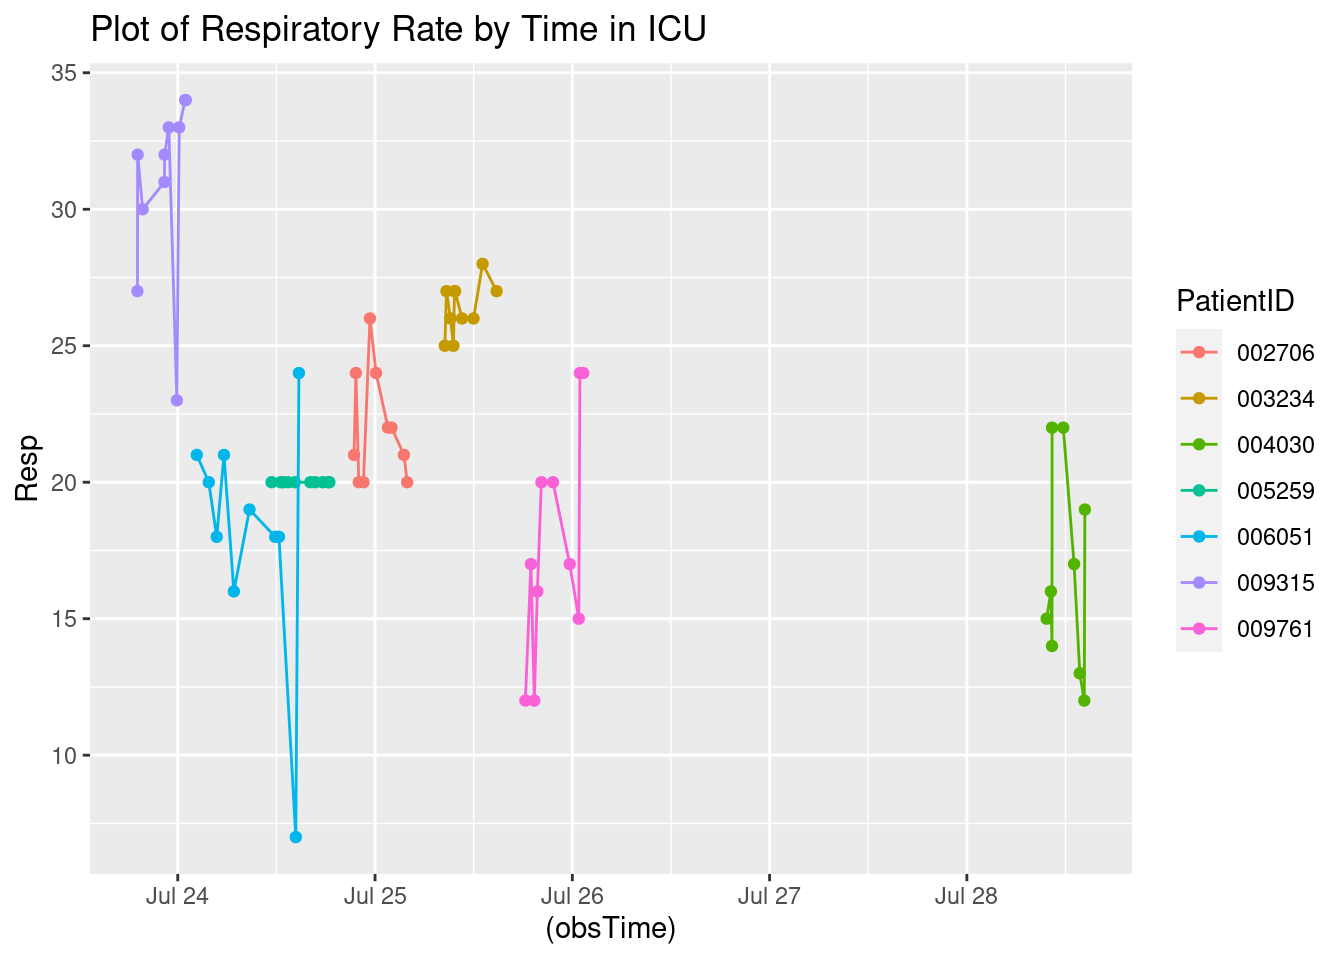 Plot of Respiratory Rate by Time in ICU
35
30
25
20
15
10
Resp
Jul 24
Jul 25
Jul 26
Jul 27
Jul 28
(obsTime)
PatientID
002706
003234
004030
005259
006051
009315
009761